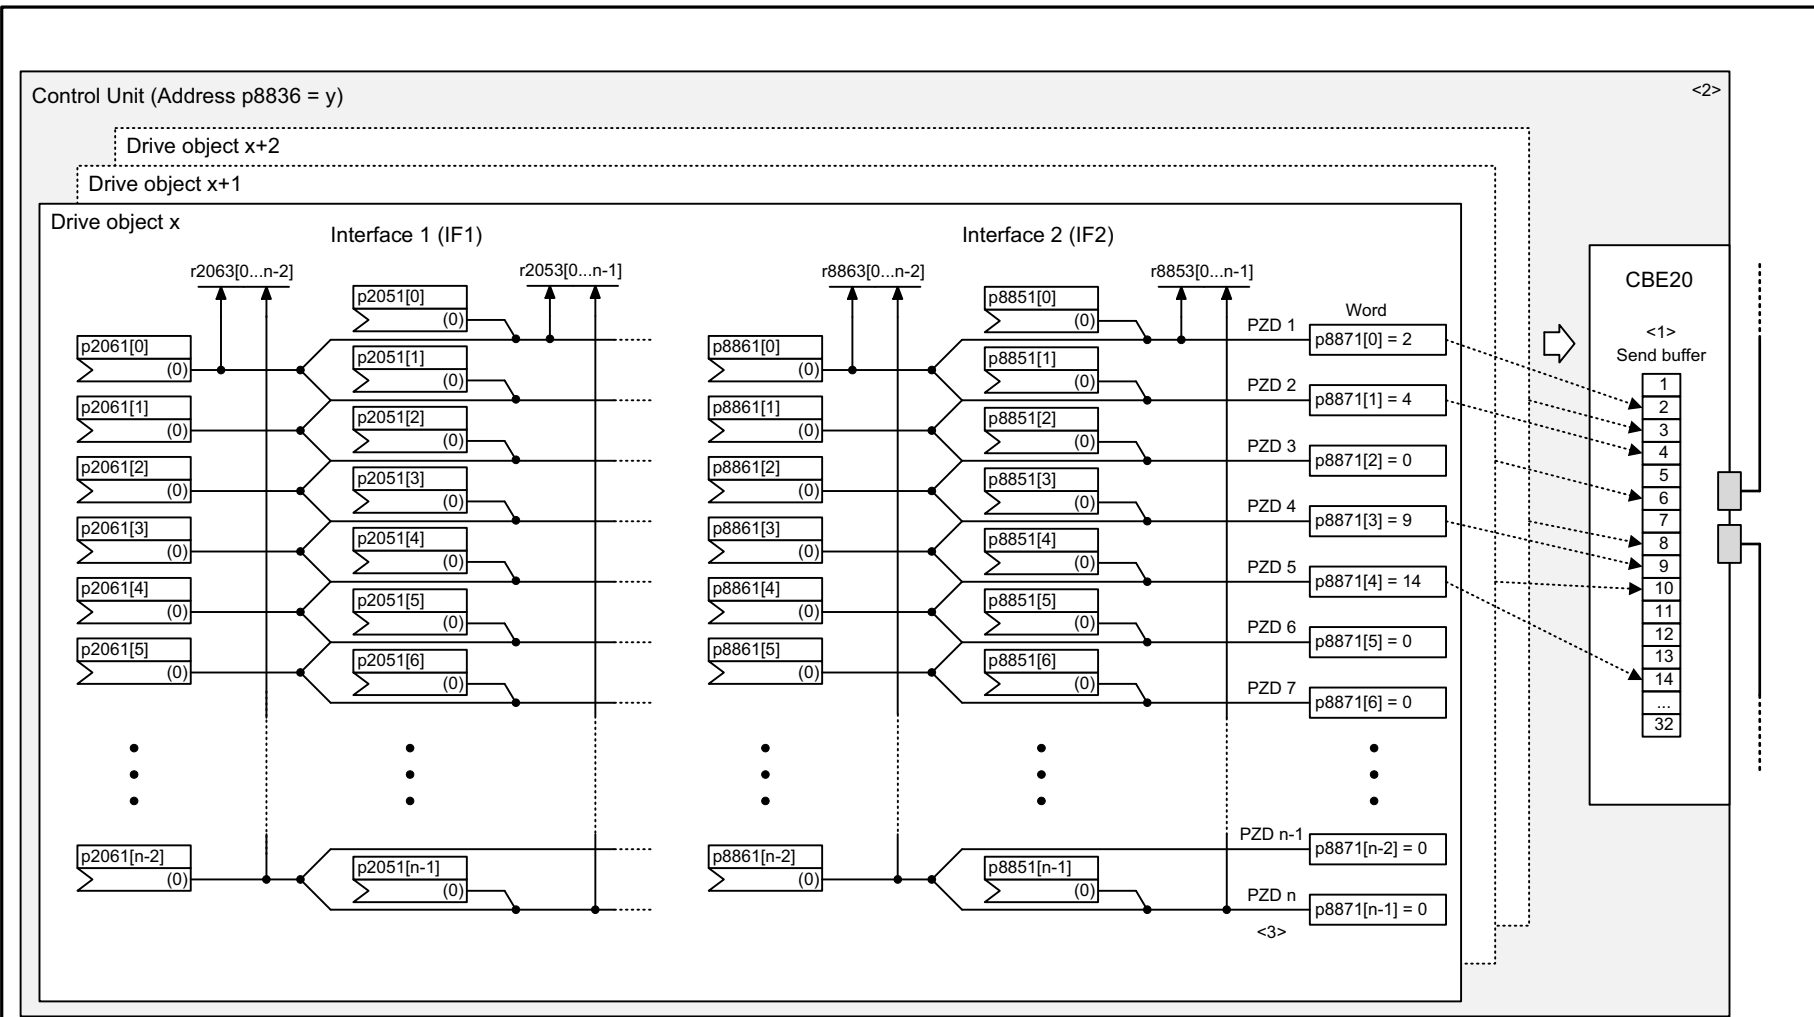 Control Unit (Address p8836 = y)
<2>
Drive object x+2
Drive object x+1
Drive object x
Interface 1 (IF1)
Interface 2 (IF2)
r2063[0...n-2]
r2053[0...n-1]
r8863[0...n-2]
r8853[0...n-1]
CBE20
<1>
Send buffer
p2051[0]
(0)
p8851[0]
(0)
Word
PZD 1
p8871[0] = 2
p2061[0]
(0)
p2051[1]
(0)
p8861[0]
(0)
p8851[1]
(0)
PZD 2
p8871[1] = 4
p2061[1]
(0)
p2051[2]
(0)
p8861[1]
(0)
p8851[2]
(0)
PZD 3
p8871[2] = 0
p2061[2]
(0)
p2051[3]
(0)
p8861[2]
(0)
p8851[3]
(0)
PZD 4
p8871[3] = 9
p2061[3]
(0)
p2051[4]
(0)
p8861[3]
(0)
p8851[4]
(0)
PZD 5
p8871[4] = 14
p2061[4]
(0)
p2051[5]
(0)
p8861[4]
(0)
p8851[5]
(0)
PZD 6
p8871[5] = 0
p2061[5]
(0)
p2051[6]
(0)
p8861[5]
(0)
p8851[6]
(0)
PZD 7
p8871[6] = 0
PZD n-1
p8871[n-2] = 0
p2061[n-2]
(0)
p2051[n-1]
(0)
p8861[n-2]
(0)
p8851[n-1]
(0)
PZD n
p8871[n-1] = 0
<3>
1
2
3
4
5
6
7
8
9
10
11
12
13
14
...
32